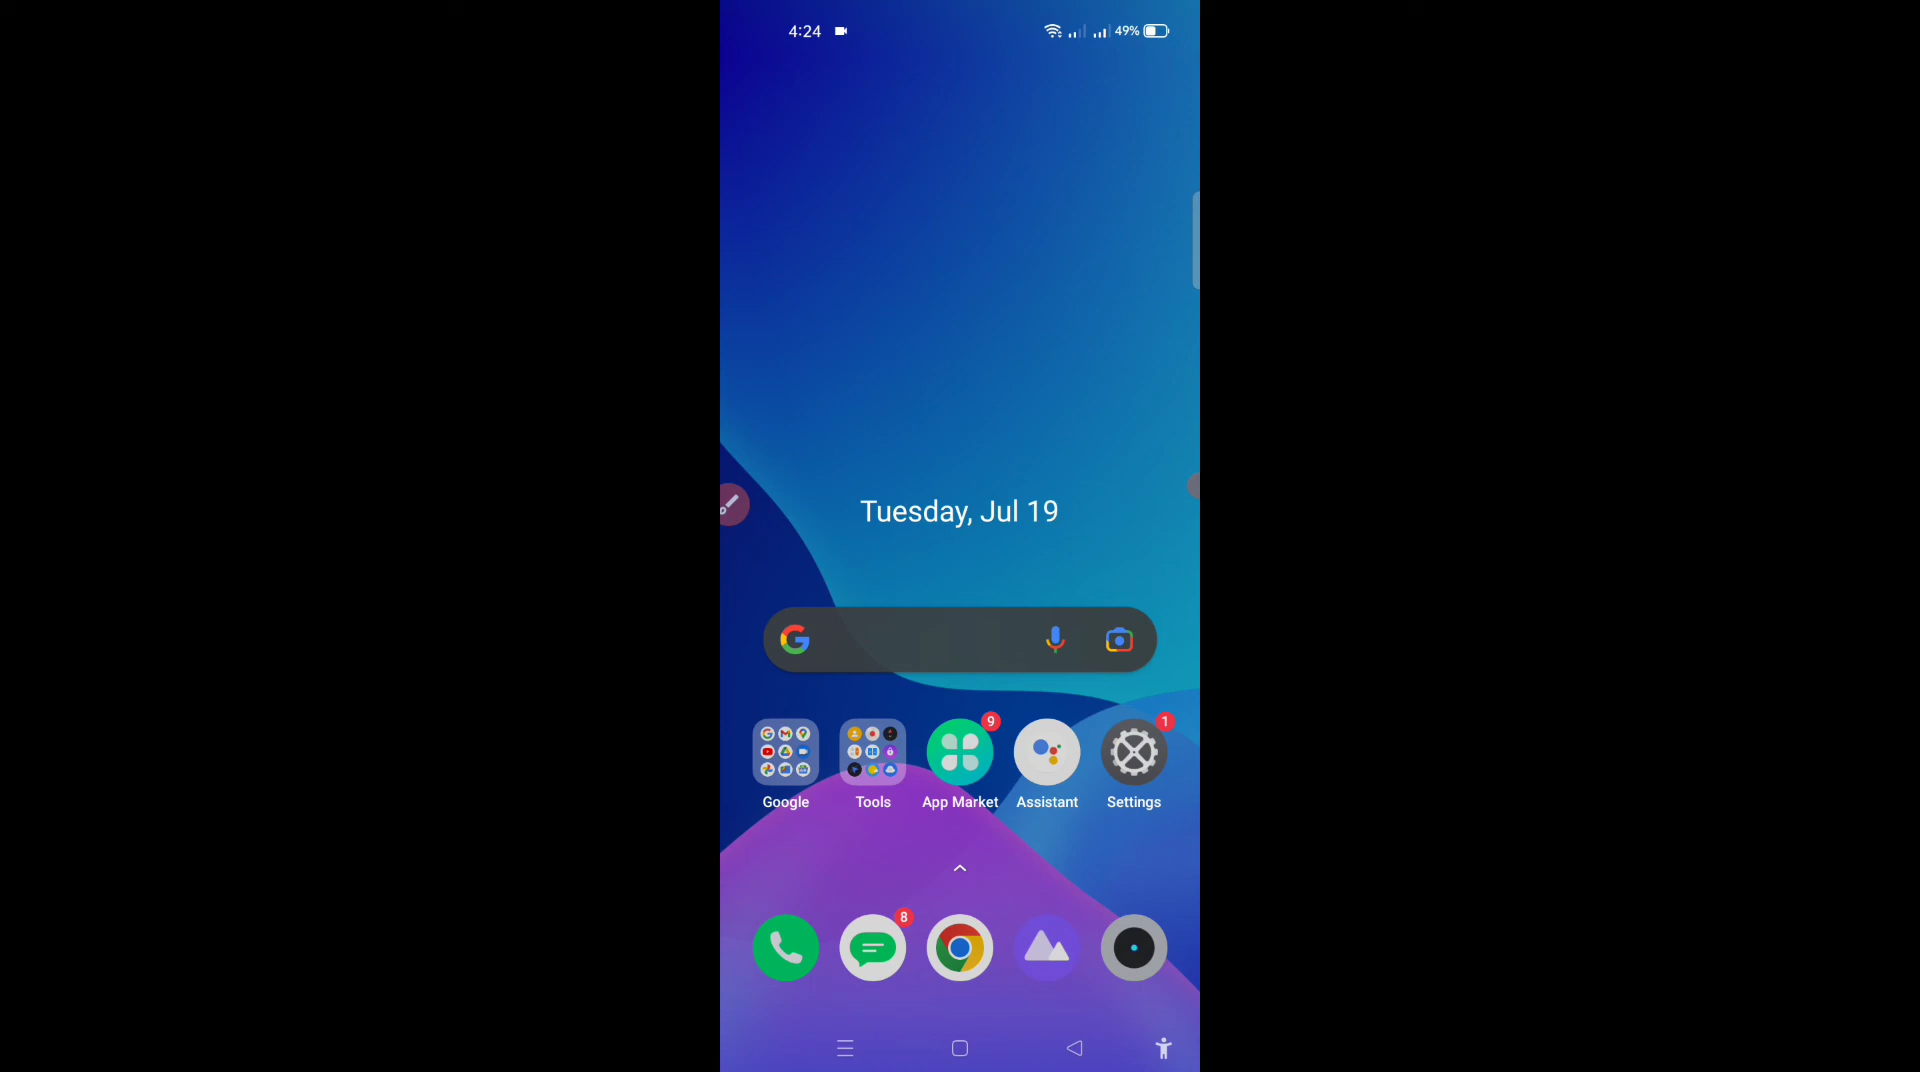 4:24
49%
Tuesday, Jul 19
9
1
Google
Tools
App Market
Assistant
Settings
8